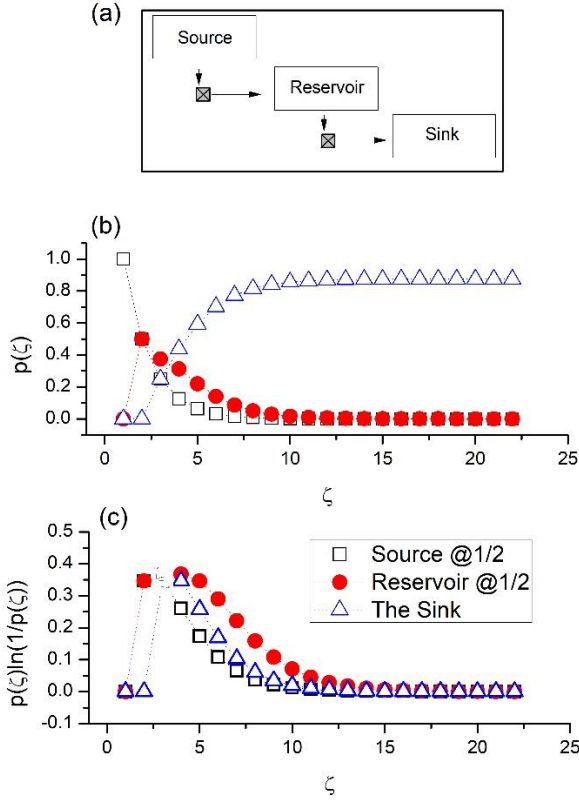 (a)
Source
Reservoir
Sink
(b)
1.0
0.8
0.6
0.4
0.2
0.0
p(ζ)
0 5 10 15 20 25
ζ
(c)
0.5
0.4
0.3
0.2
0.1
0.0
-0.1
p(ζ)ln(1/p(ζ))
Source @1/2
Reservoir @1/2
The Sink
0 5 10 15 20 25
ζ